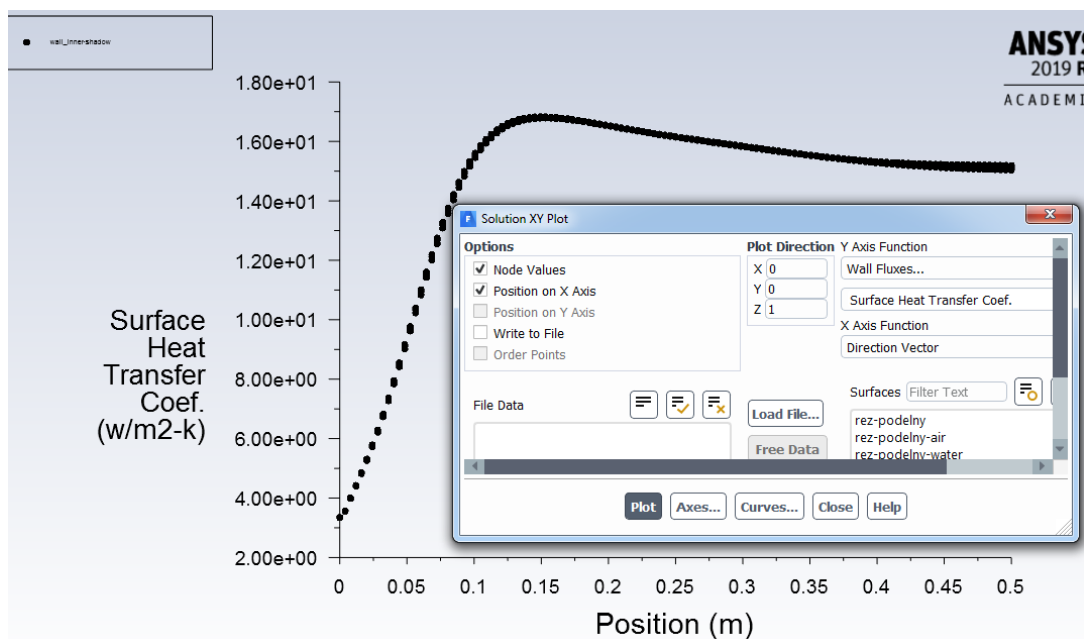 wall_inner-shadow
ANSYS
2019 R
ACADEMI
1.80e+01
1.60e+01
1.40e+01
1.20e+01
1.00e+01
8.00e+00
6.00e+00
4.00e+00
2.00e+00
Surface
Heat
Transfer
Coef.
(w/m2-k)
0
0.05
0.1
0.15
0.2
0.25
0.3
0.35
0.4
0.45
0.5
Position (m)
F Solution XY Plot
Options
Node Values
Position on X Axis
Position on Y Axis
Write to File
Order Points
Plot Direction
X 0
Y 0
Z 1
Y Axis Function
Wall Fluxes...
Surface Heat Transfer Coef.
X Axis Function
Direction Vector
File Data
Load File...
Free Data
Surfaces Filter Text
rez-podelny
rez-podelny-air
rez-podelny-water
Plot
Axes...
Curves...
Close
Help